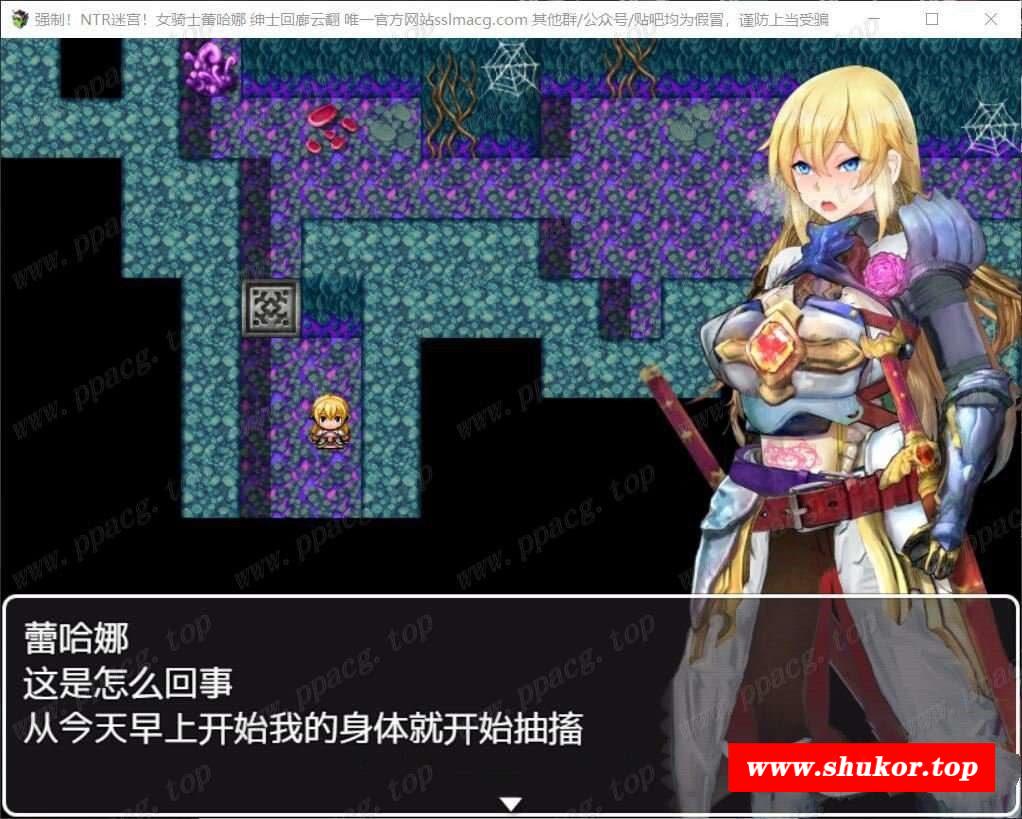 强制！NTR迷宫！女骑士蕾哈娜 绅士回廊云翻 唯一官方网站sslmacg.com 其他群/公众号/贴吧均为假冒，谨防上当受骗
蕾哈娜
这是怎么回事
从今天早上开始我的身体就开始抽搐
www.shukor.top
www.ppacg.top